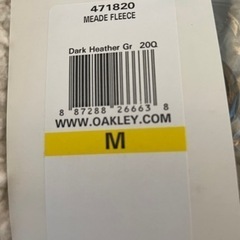 471820
MEADE FLEECE
Dark Heather Gr 20Q
8 87288 26663 8
WWW.OAKLEY.COM
M